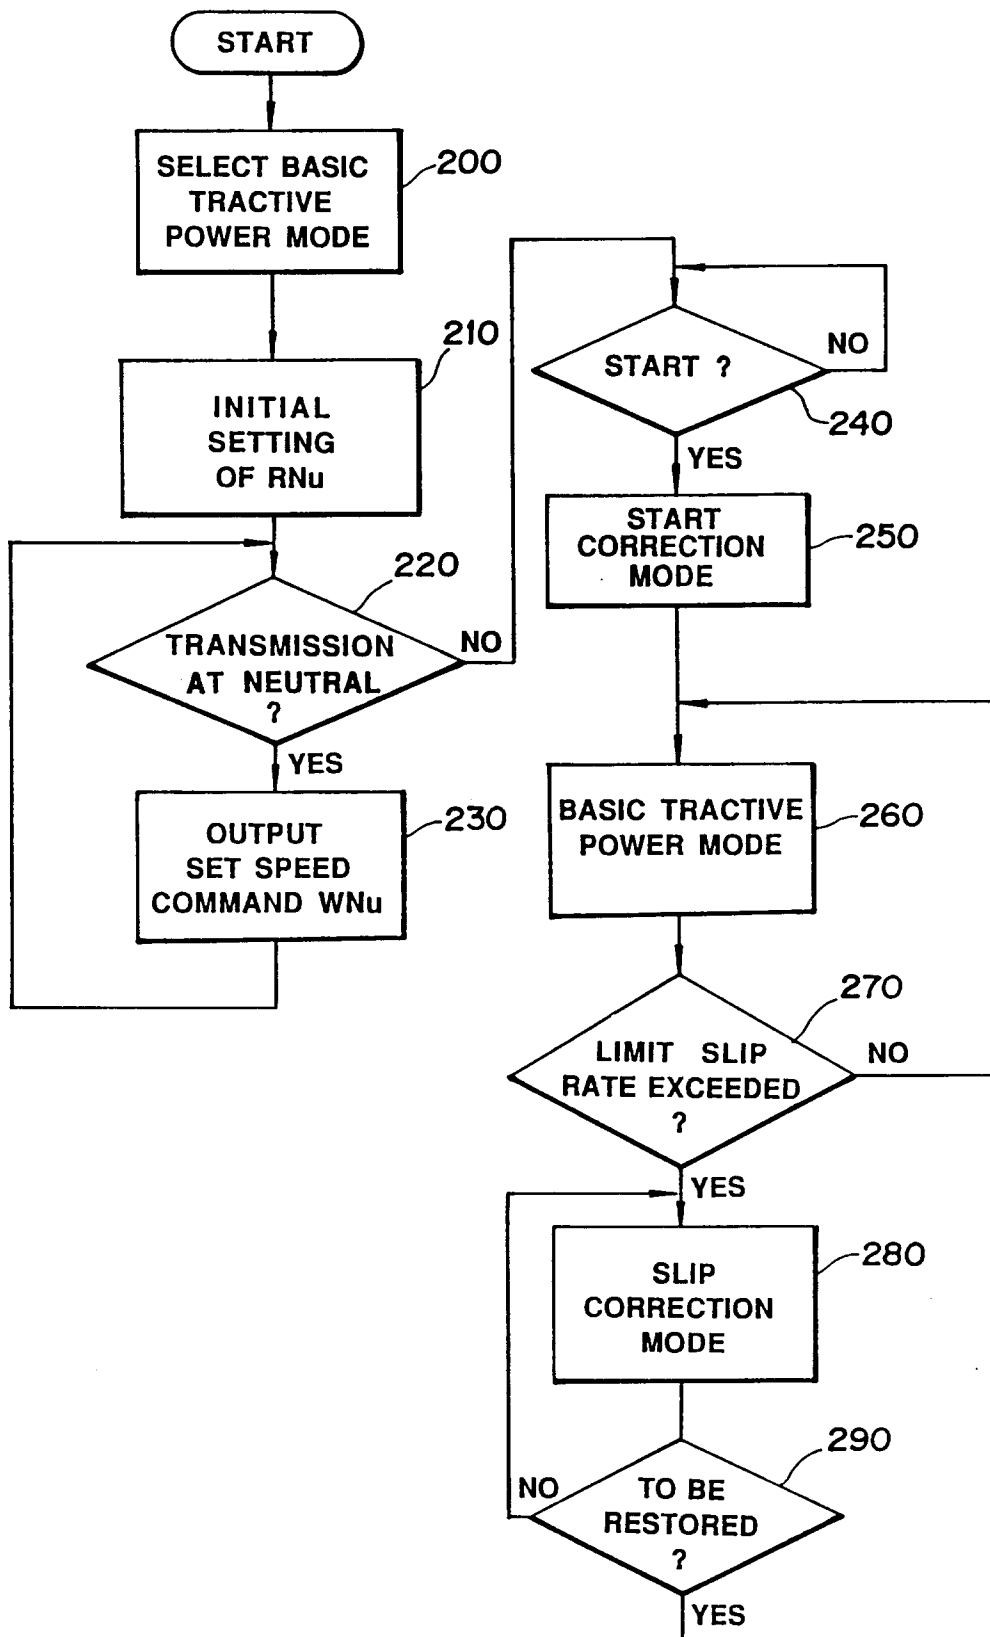 START
SELECT BASIC
TRACTIVE
POWER MODE
200
INITIAL
SETTING
OF RNu
210
TRANSMISSION
AT NEUTRAL
?
220
NO
YES
OUTPUT
SET SPEED
COMMAND WNu
230
START ?
NO
240
YES
START
CORRECTION
MODE
250
BASIC TRACTIVE
POWER MODE
260
LIMIT SLIP
RATE EXCEEDED
?
270
NO
YES
SLIP
CORRECTION
MODE
280
TO BE
RESTORED
?
290
NO
YES